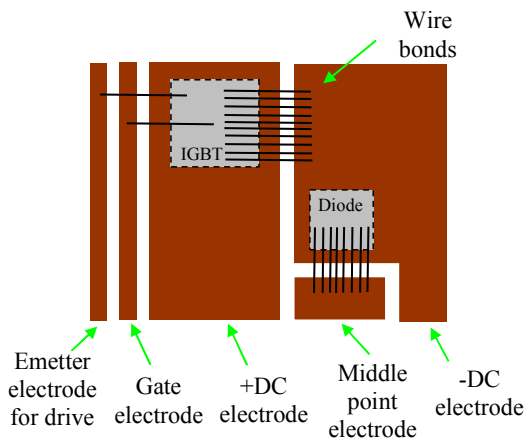 Wire
bonds
IGBT
Diode
Emetter
electrode
for drive
Gate
electrode
+DC
electrode
Middle
point
electrode
-DC
electrode